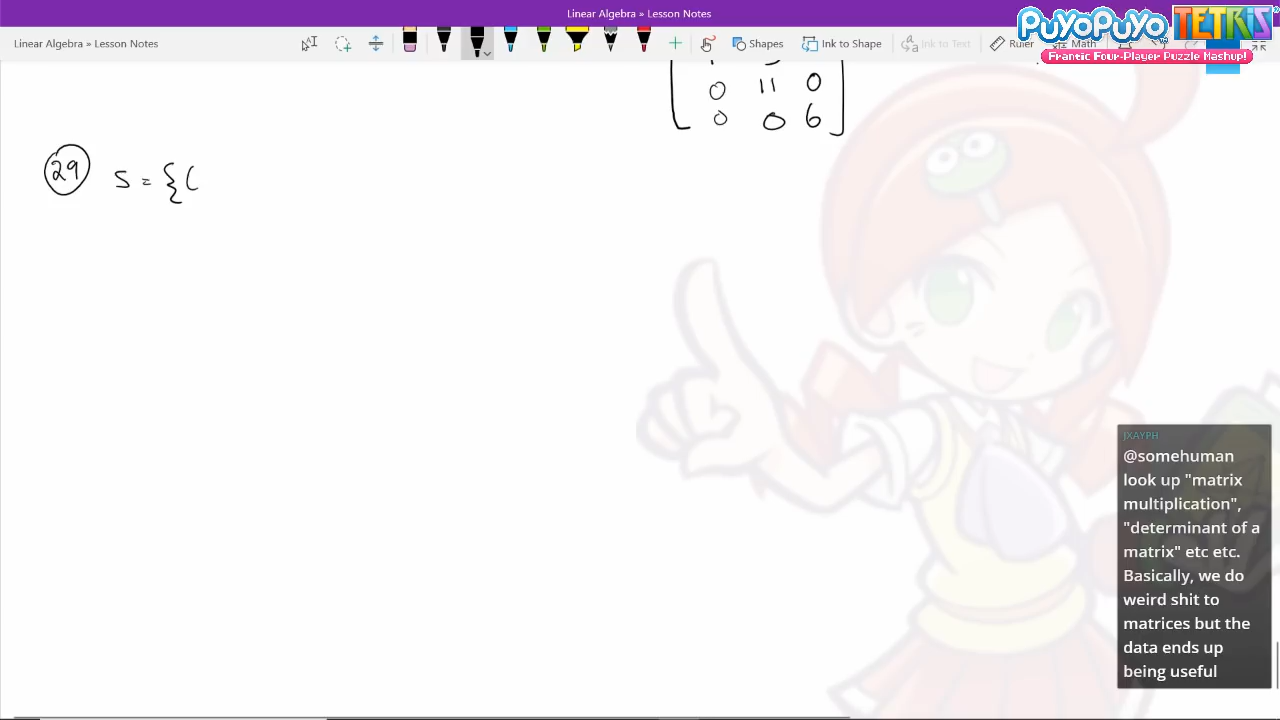 Linear Algebra » Lesson Notes
Linear Algebra » Lesson Notes
Shapes
Ink to Shape
Ink to Text
Ruler
Math
PuyoPuyo TETRIS
Frantic Four-Player Puzzle Mashup!
0 11 0
0 0 6
29 S = {(
JXAYPH
@somehuman
look up "matrix
multiplication",
"determinant of a
matrix" etc etc.
Basically, we do
weird shit to
matrices but the
data ends up
being useful